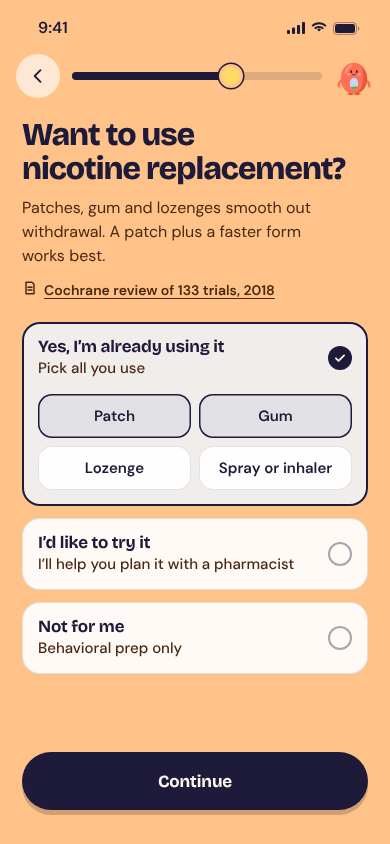 9:41
Want to use
nicotine replacement?
Patches, gum and lozenges smooth out
withdrawal. A patch plus a faster form
works best.
Cochrane review of 133 trials, 2018
Yes, I’m already using it
Pick all you use
Patch
Gum
Lozenge
Spray or inhaler
I’d like to try it
I’ll help you plan it with a pharmacist
Not for me
Behavioral prep only
Continue